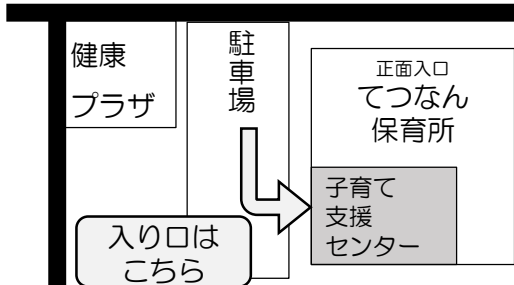 健康
プラザ
駐車場
正面入口
てつなん
保育所
子育て
支援
センター
入り口は
こちら